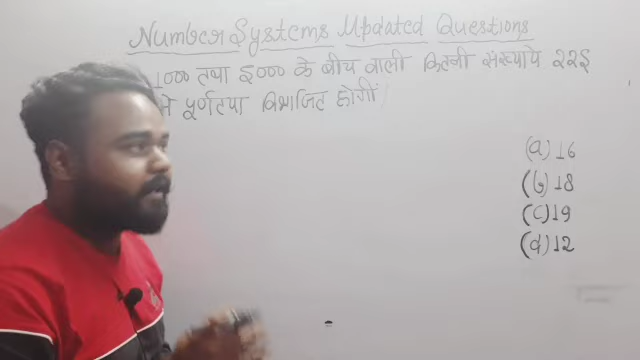 Number Systems Updated Questions
1000 तथा 5000 के बीच वाली कितनी संख्याये 225
से पूर्णतया विभाजित होगीं
(a) 16
(b) 18
(c) 19
(d) 12